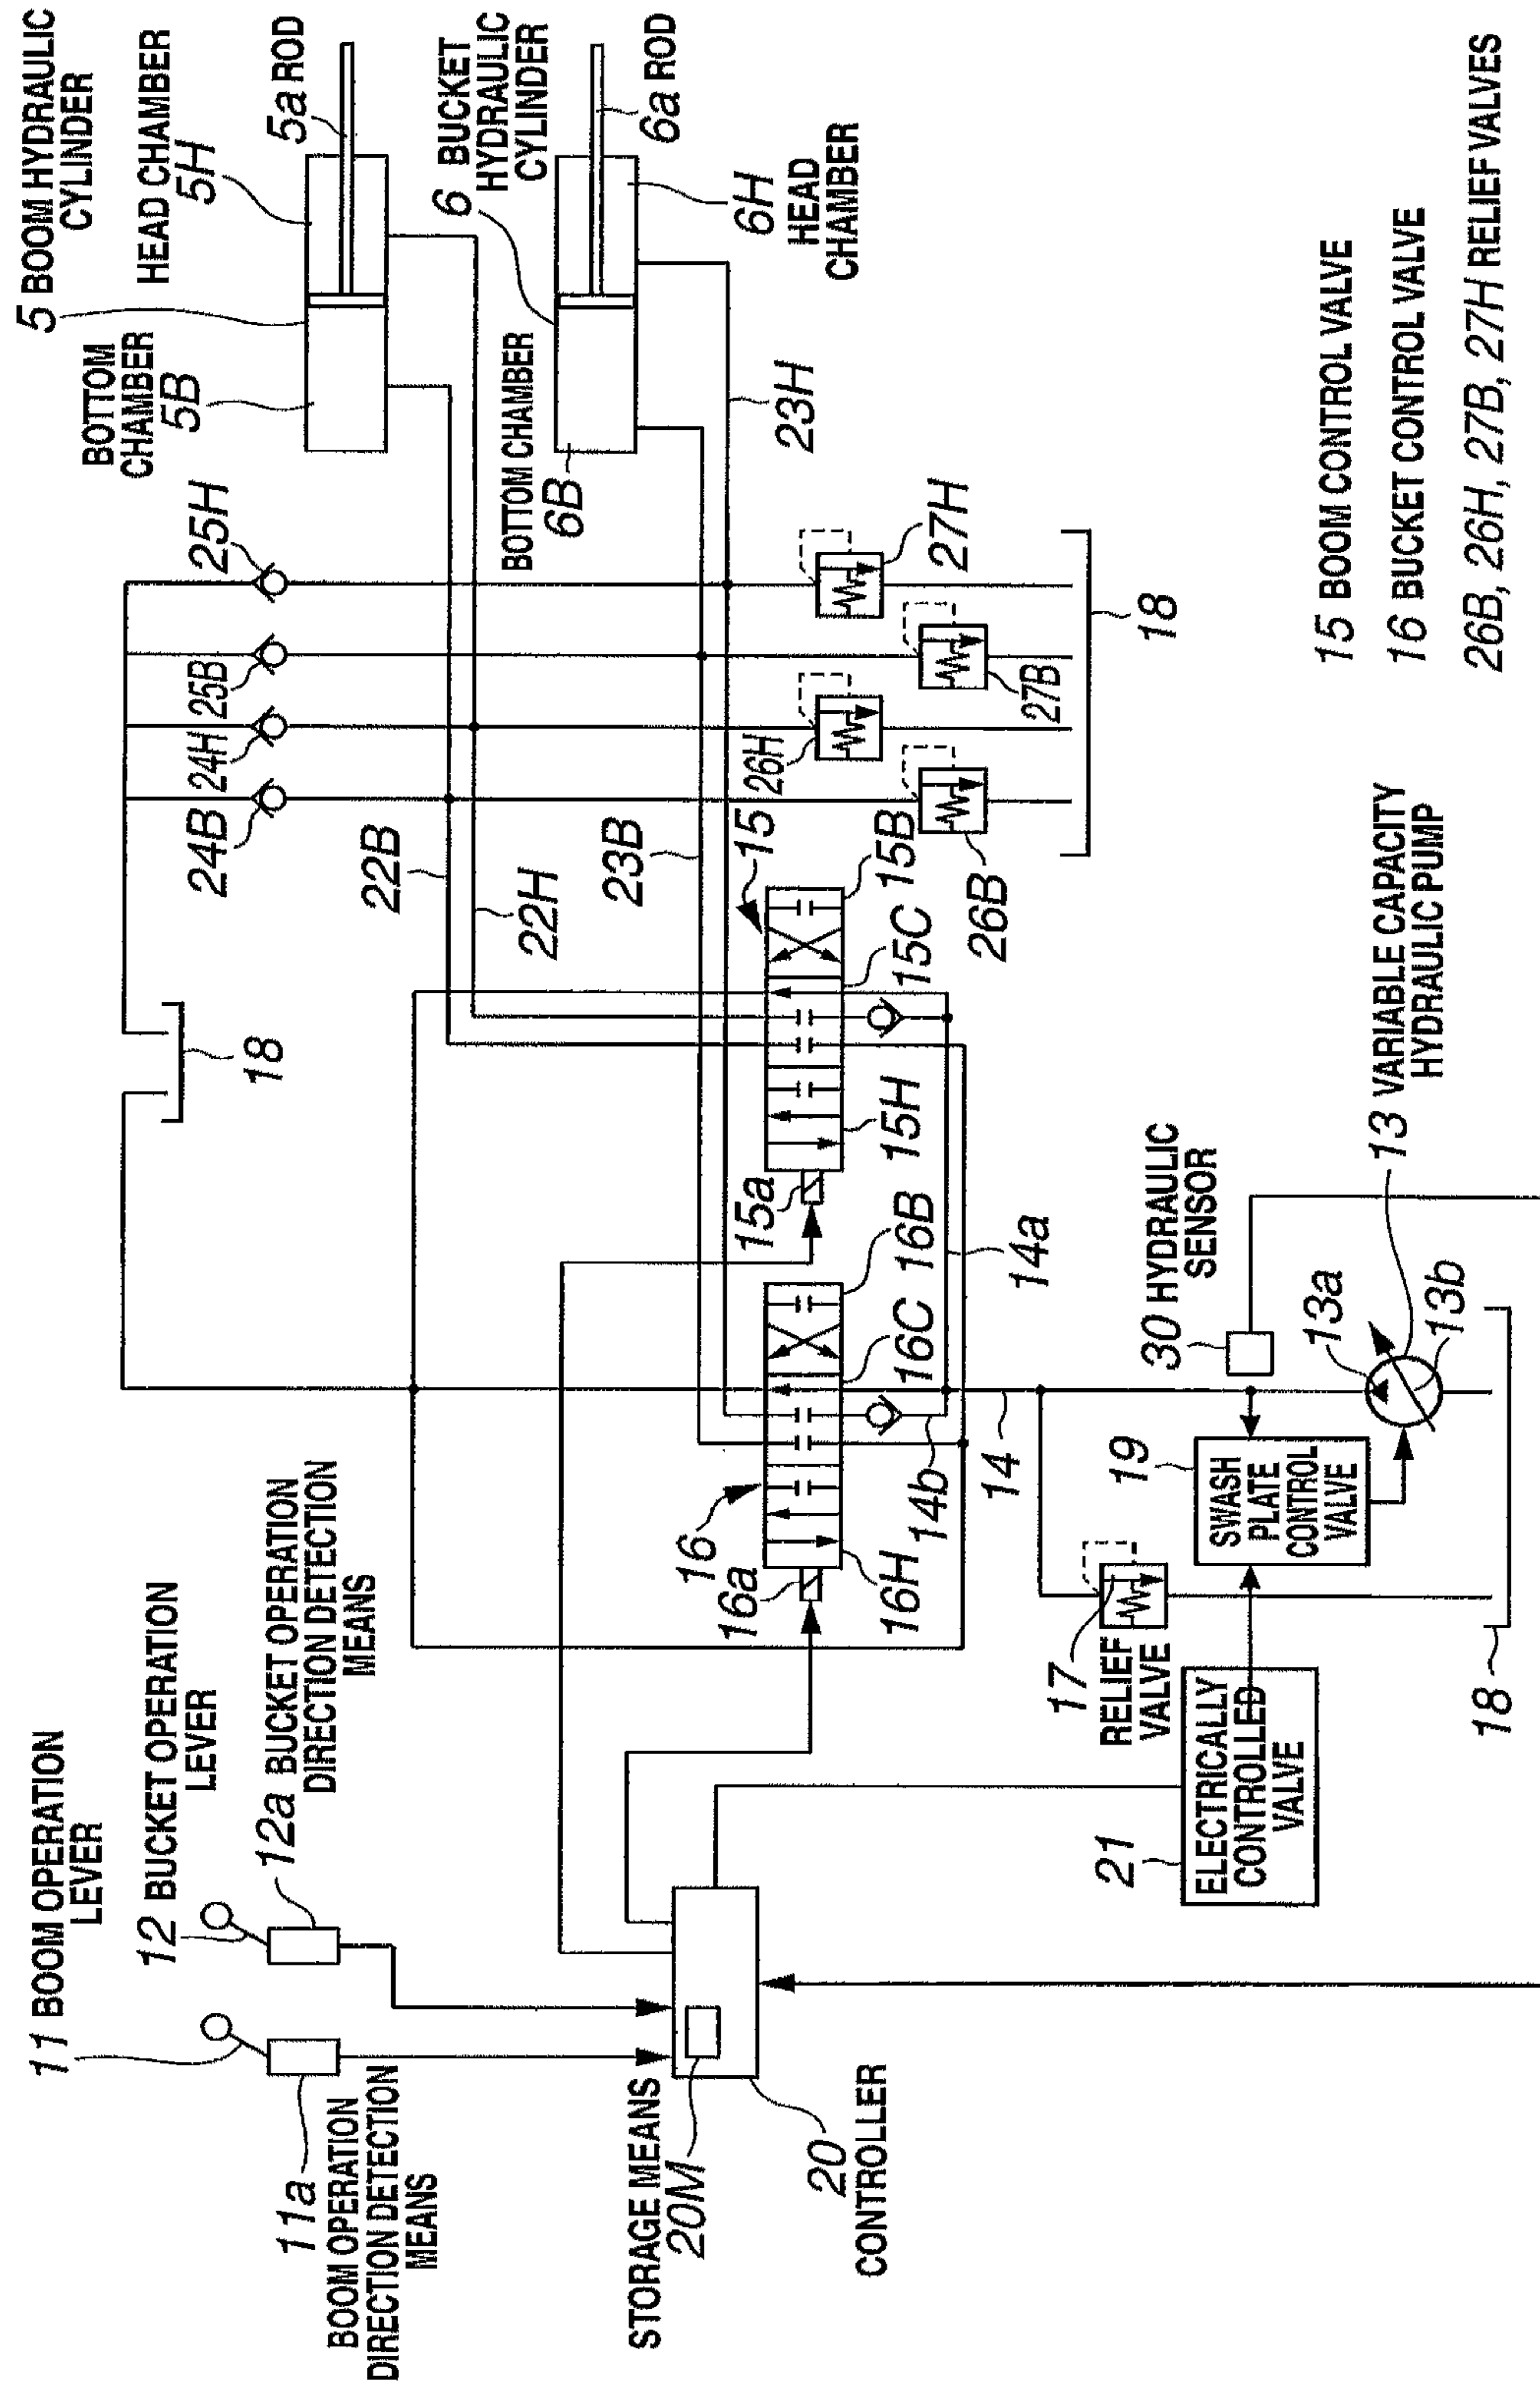 11 BOOM OPERATION
LEVER
12 BUCKET OPERATION
LEVER
12a BUCKET OPERATION
DIRECTION DETECTION
MEANS
11a
BOOM OPERATION
DIRECTION DETECTION
MEANS
STORAGE MEANS
20M
20
CONTROLLER
5 BOOM HYDRAULIC
CYLINDER
BOTTOM
CHAMBER
5B
HEAD CHAMBER
5H
5a ROD
6 BUCKET
HYDRAULIC
CYLINDER
BOTTOM CHAMBER
6B
6a ROD
6H
HEAD
CHAMBER
18
24B
24H
25B
25H
22B
22H
23B
23H
16
16a
16H
16C
16B
15
15a
15H
15C
15B
26H
26B
27B
27H
18
14b
14a
14
17
RELIEF
VALVE
19
SWASH
PLATE
CONTROL
VALVE
21
ELECTRICALLY
CONTROLLED
VALVE
30 HYDRAULIC
SENSOR
13a
13b
13 VARIABLE CAPACITY
HYDRAULIC PUMP
18
15 BOOM CONTROL VALVE
16 BUCKET CONTROL VALVE
26B, 26H, 27B, 27H RELIEF VALVES